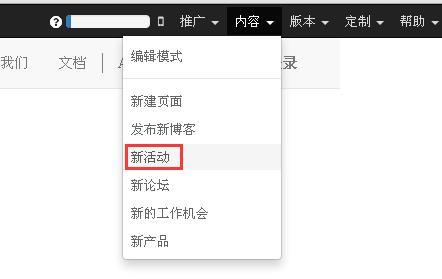 推广 内容 版本 定制 帮助
编辑模式
我们 文档 录
新建页面
发布新博客
新活动
新论坛
新的工作机会
新产品